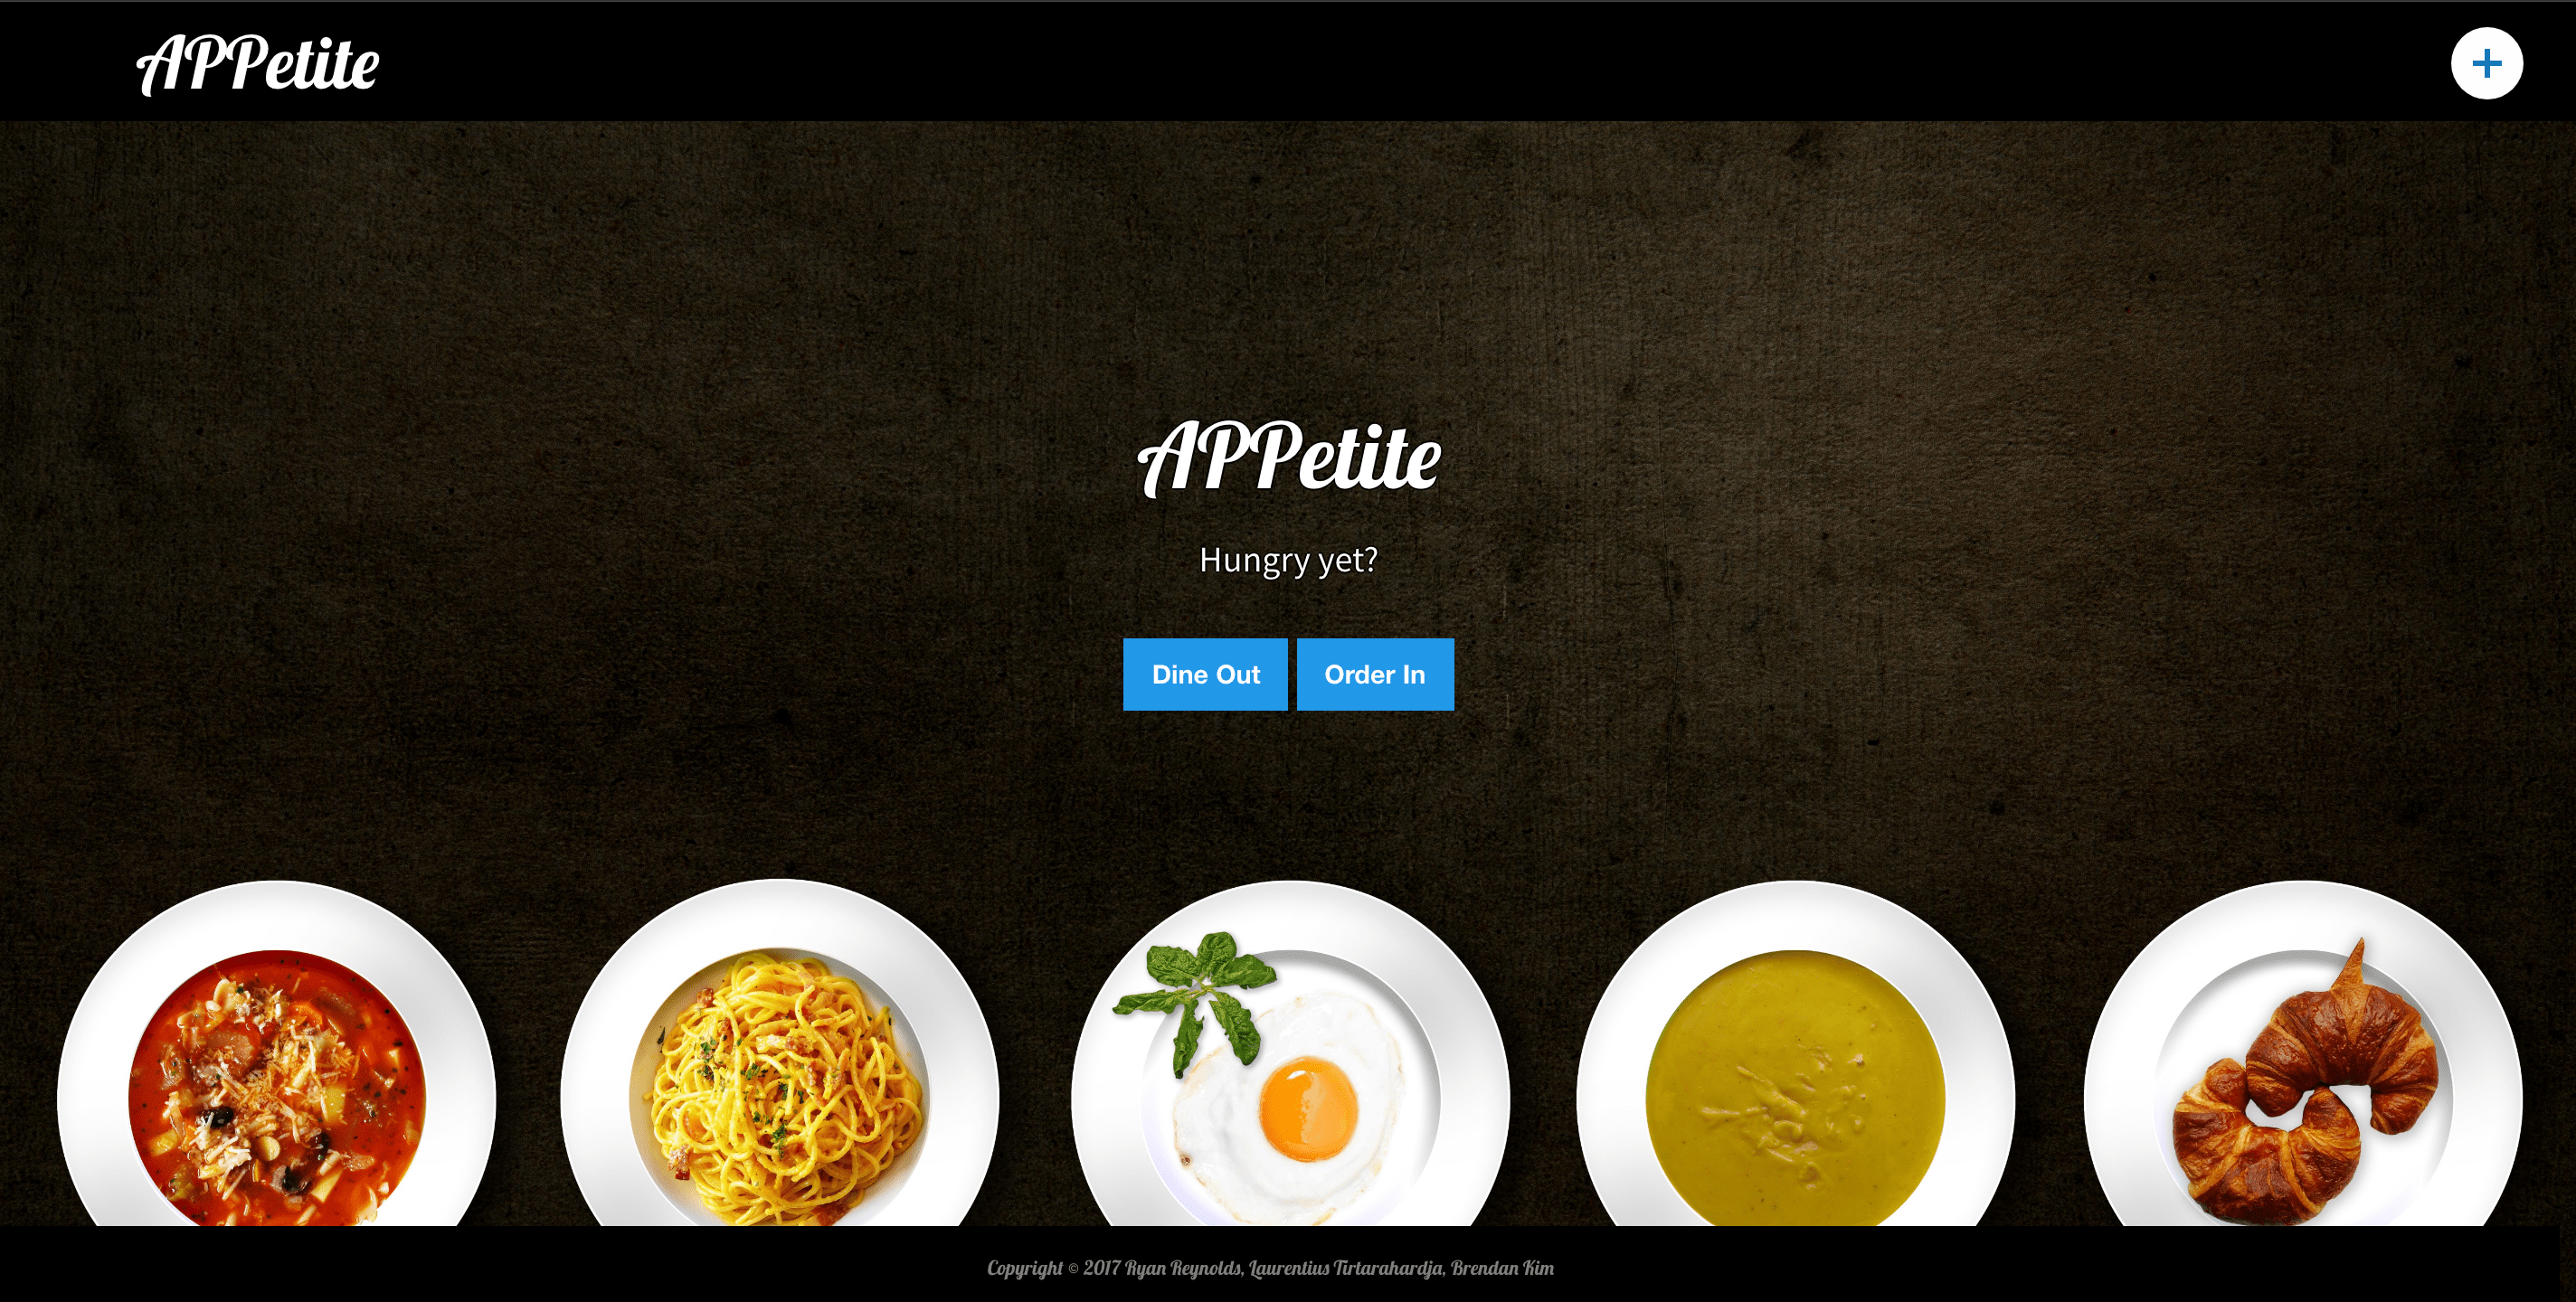 APPetite
APPetite
Hungry yet?
Dine Out
Order In
Copyright © 2017 Ryan Reynolds, Laurentius Tirtarahardja, Brendan Kim